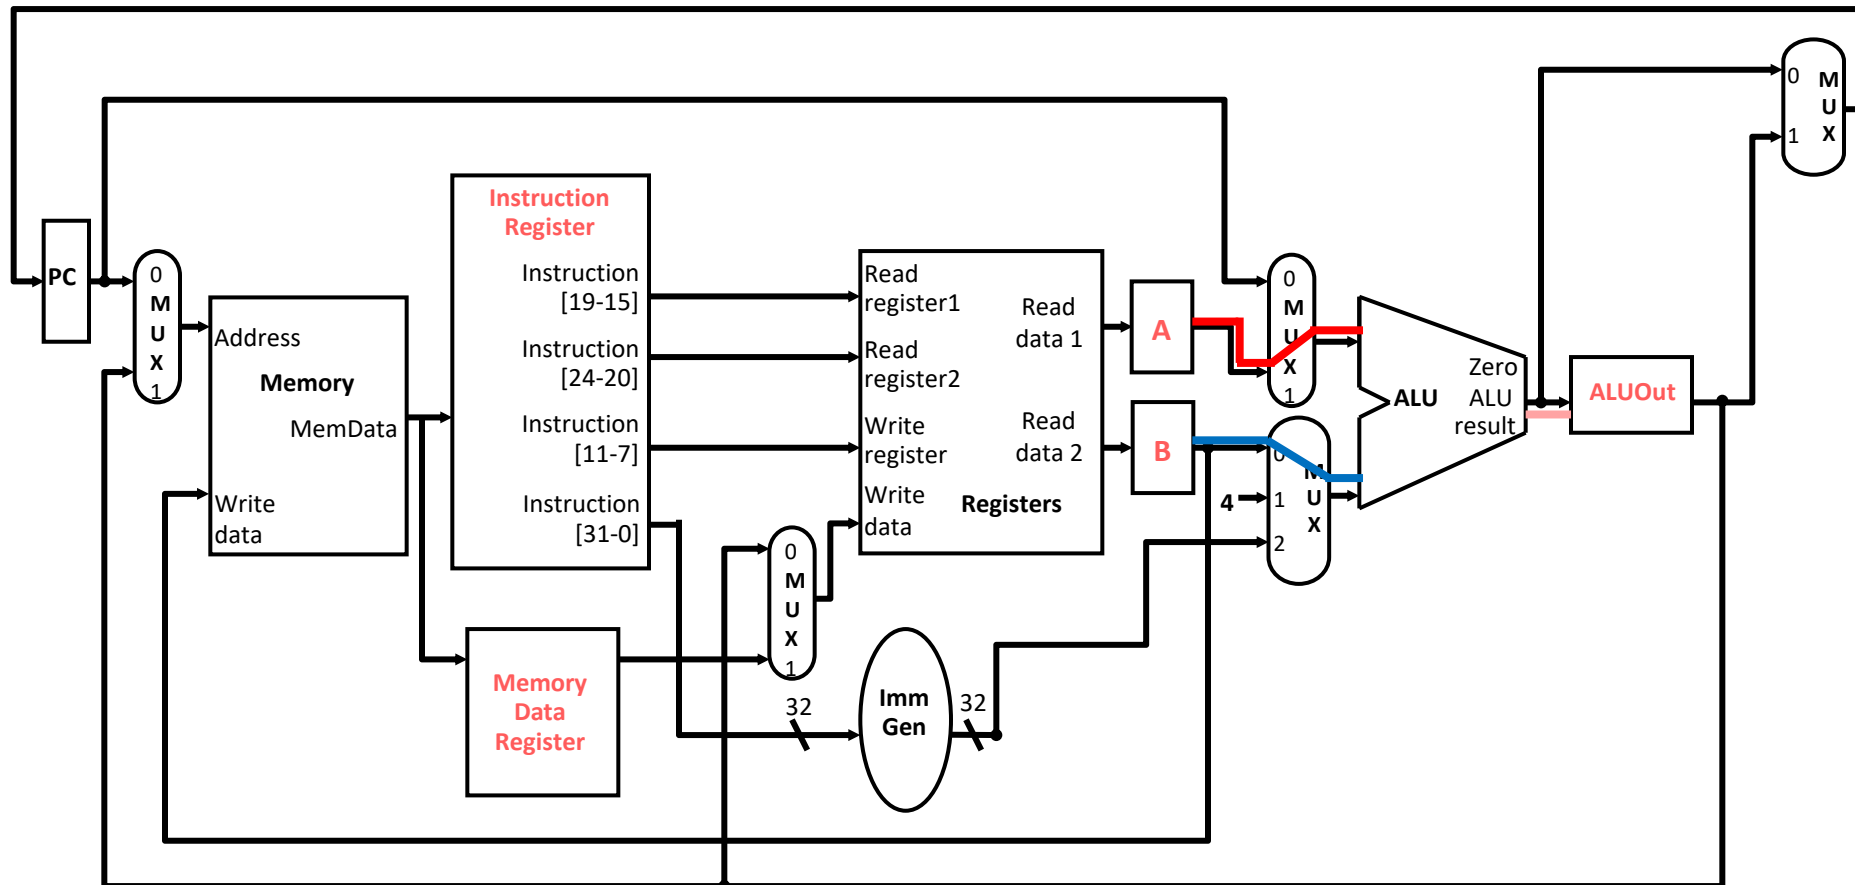 PC
0
M
U
X
1
Address
Memory
MemData
Write
data
Instruction
Register
Instruction
[19-15]
Instruction
[24-20]
Instruction
[11-7]
Instruction
[31-0]
Memory
Data
Register
0
M
U
X
1
32
Imm
Gen
32
Read
register1
Read
register2
Write
register
Write
data
Read
data 1
Read
data 2
Registers
A
B
4
0
M
U
X
1
0
1
2
M
U
X
ALU
Zero
ALU
result
ALUOut
0
1
M
U
X